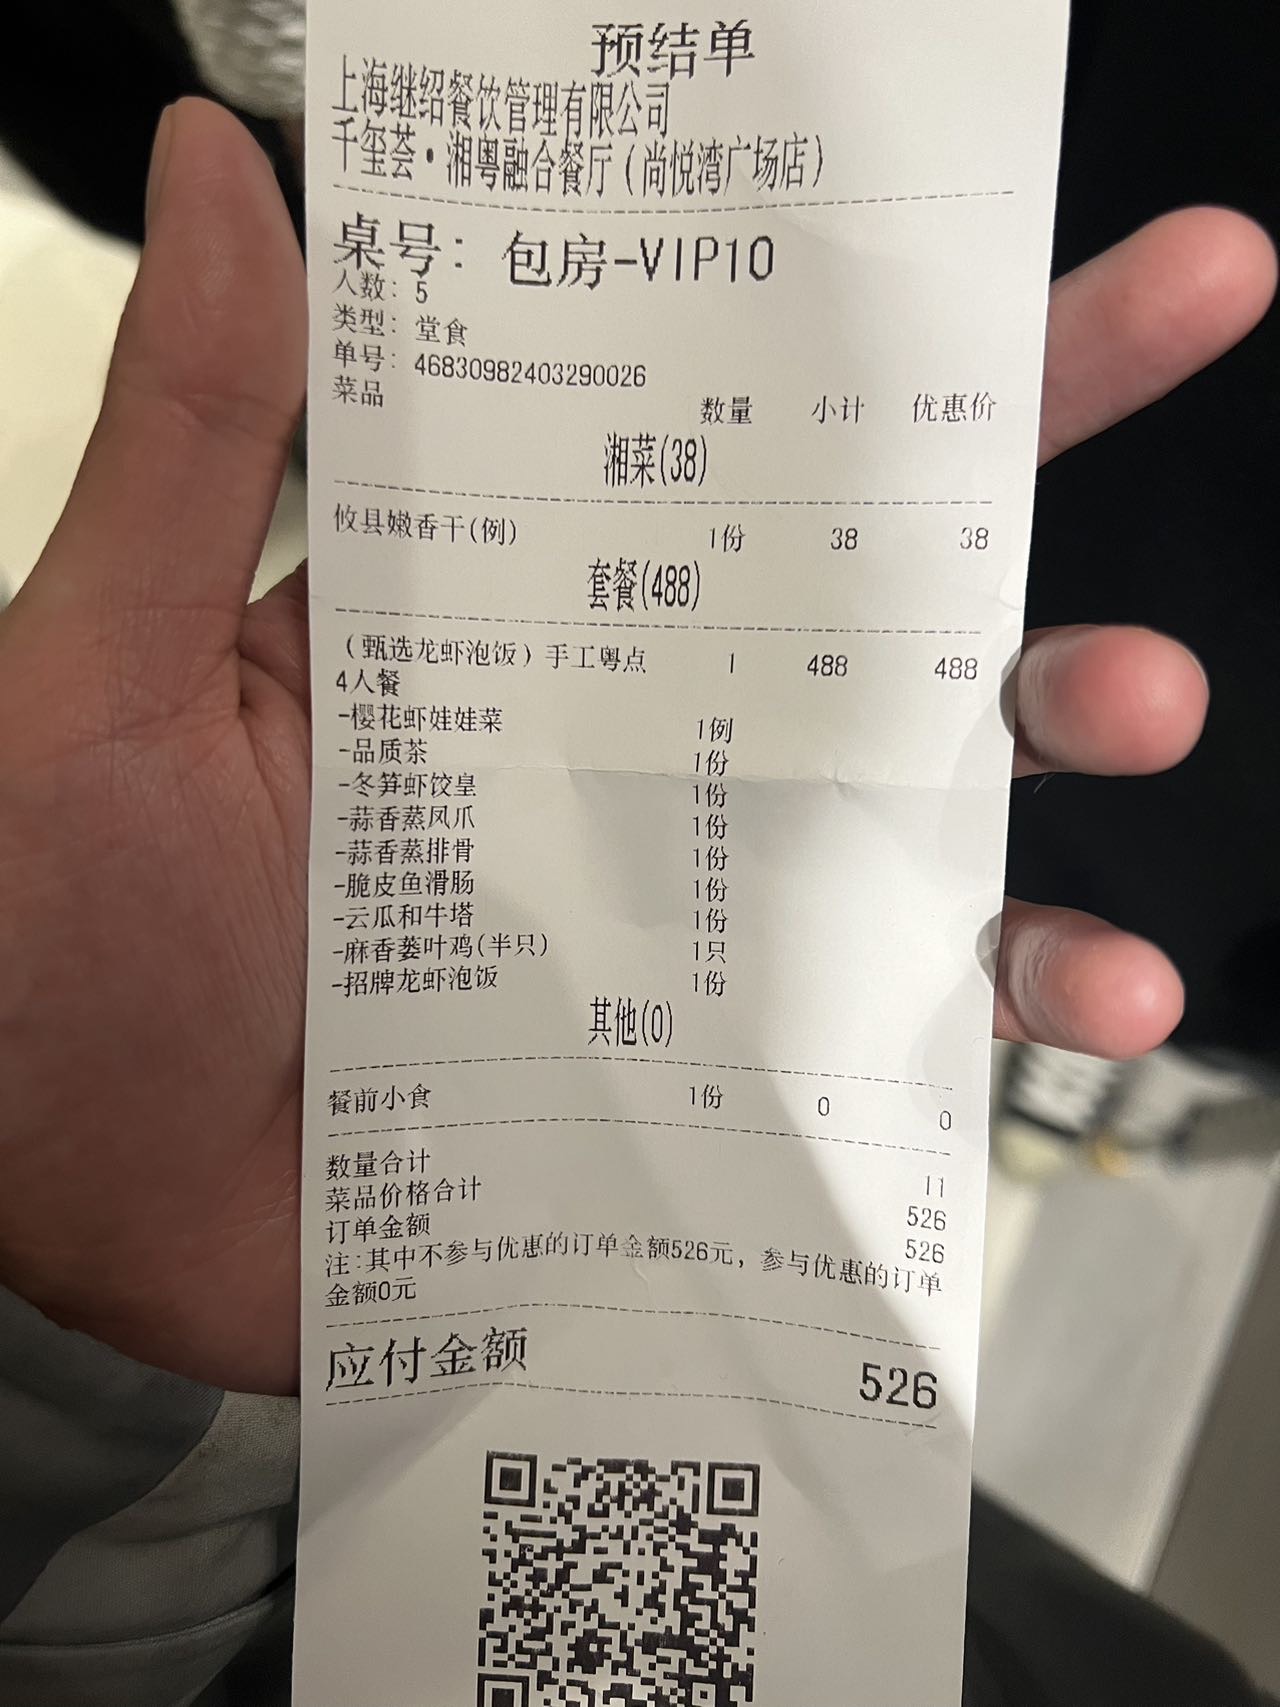 预结单
上海继绍餐饮管理有限公司
千玺荟·湘粤融合餐厅(尚悦湾广场店)
桌号: 包房-VIP10
人数: 5
类型: 堂食
单号: 468309824032​90026
菜品 数量 小计 优惠价
湘菜(38)
攸县嫩香干(例) 1份 38 38
套餐(488)
(甄选龙虾泡饭)手工粤点 1 488 488
4人餐
-樱花虾娃娃菜 1例
-品质茶 1份
-冬笋虾饺皇 1份
-蒜香蒸凤爪 1份
-蒜香蒸排骨 1份
-脆皮鱼滑肠 1份
-云瓜和牛塔 1份
-麻香蒌叶鸡(半只) 1只
-招牌龙虾泡饭 1份
其他(0)
餐前小食 1份 0 0
数量合计 11
菜品价格合计 526
订单金额 526
注:其中不参与优惠的订单金额526元, 参与优惠的订单
金额0元
应付金额 526